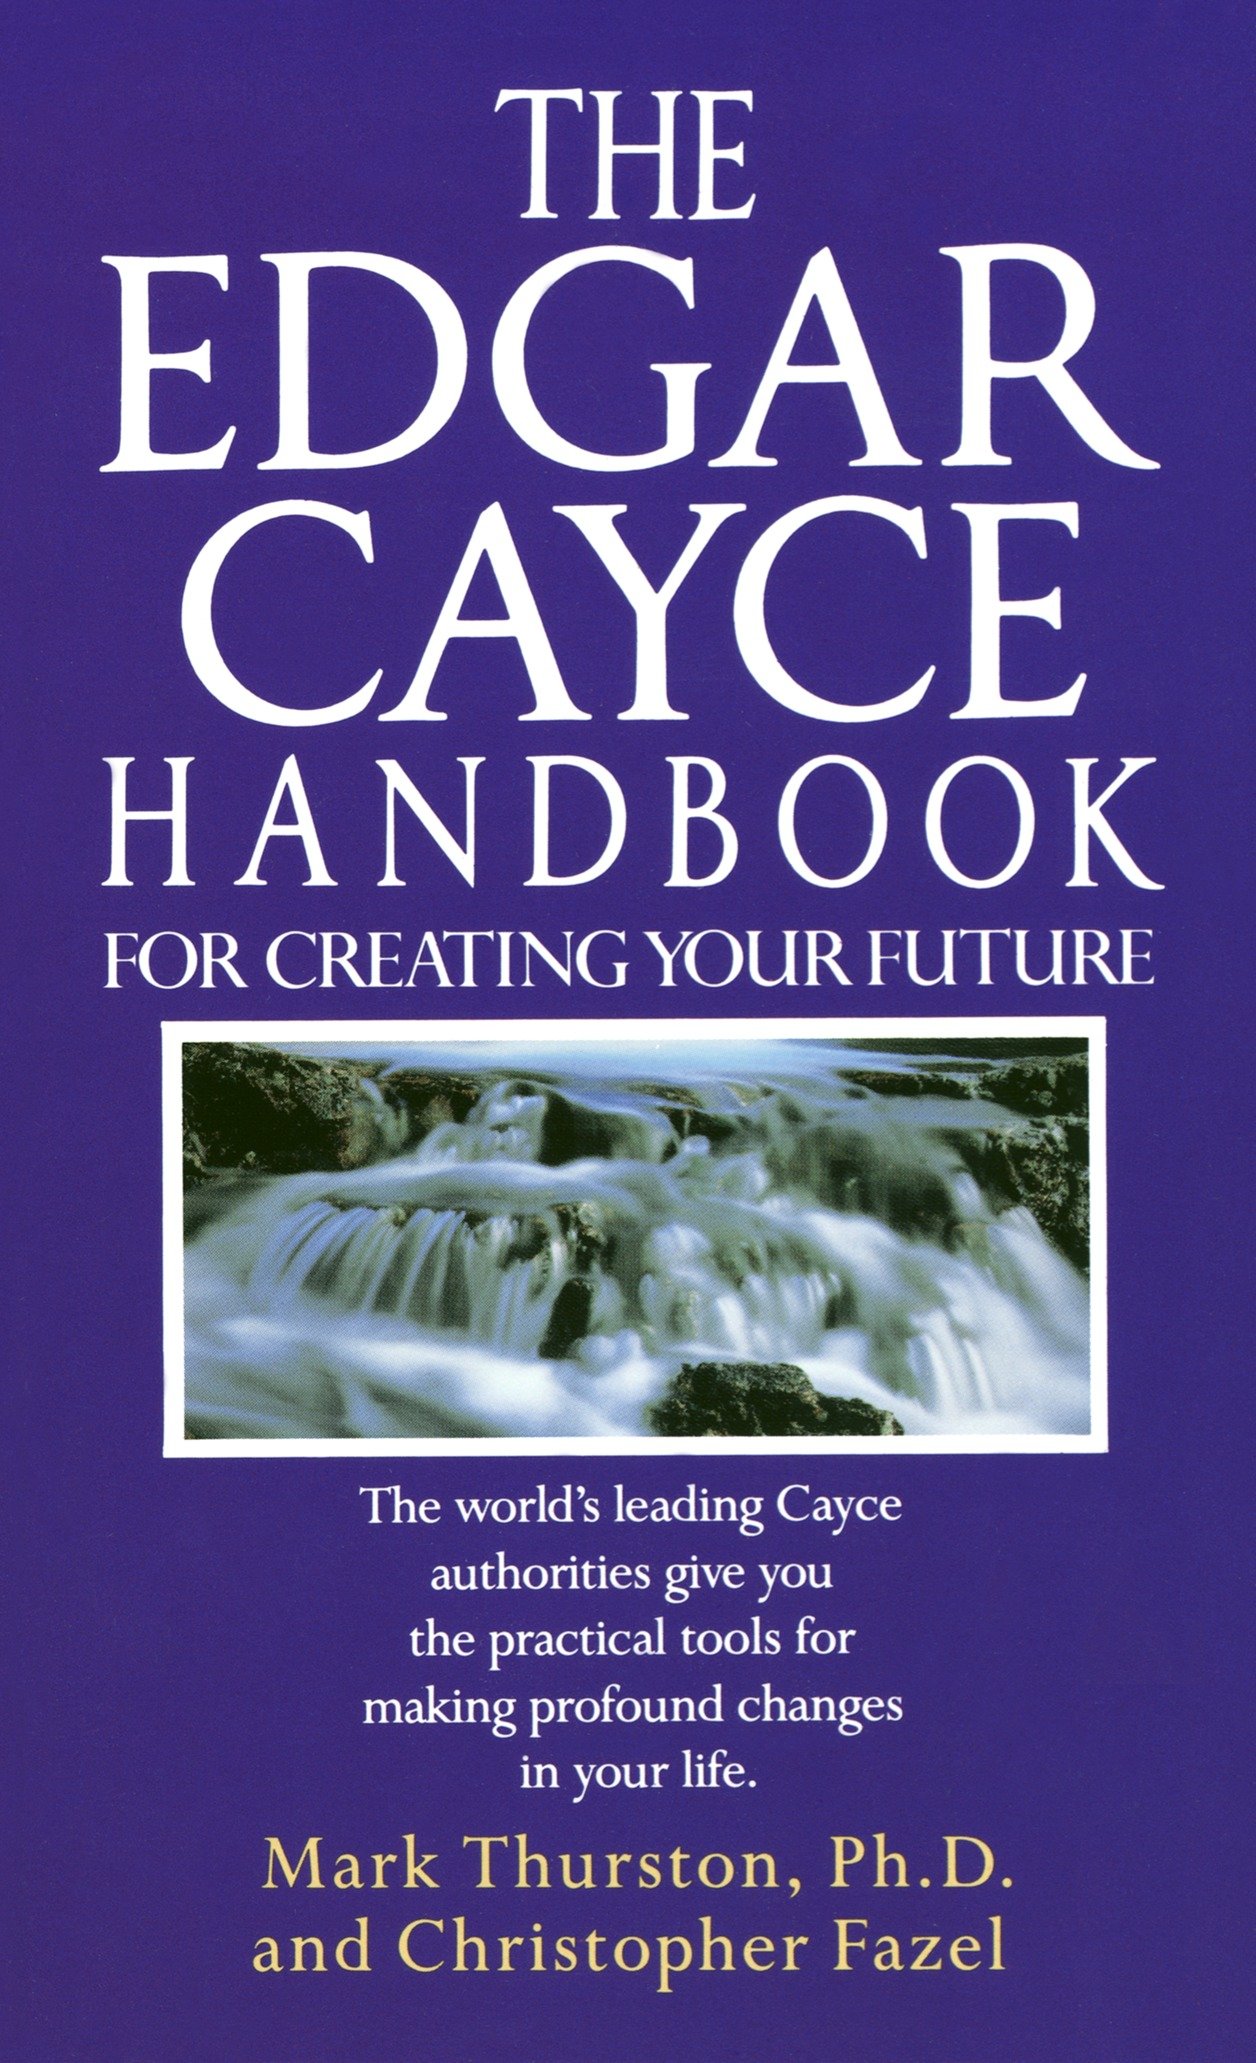 THE
EDGAR
CAYCE
HANDBOOK
FOR CREATING YOUR FUTURE
The world's leading Cayce
authorities give you
the practical tools for
making profound changes
in your life.
Mark Thurston, Ph.D.
and Christopher Fazel